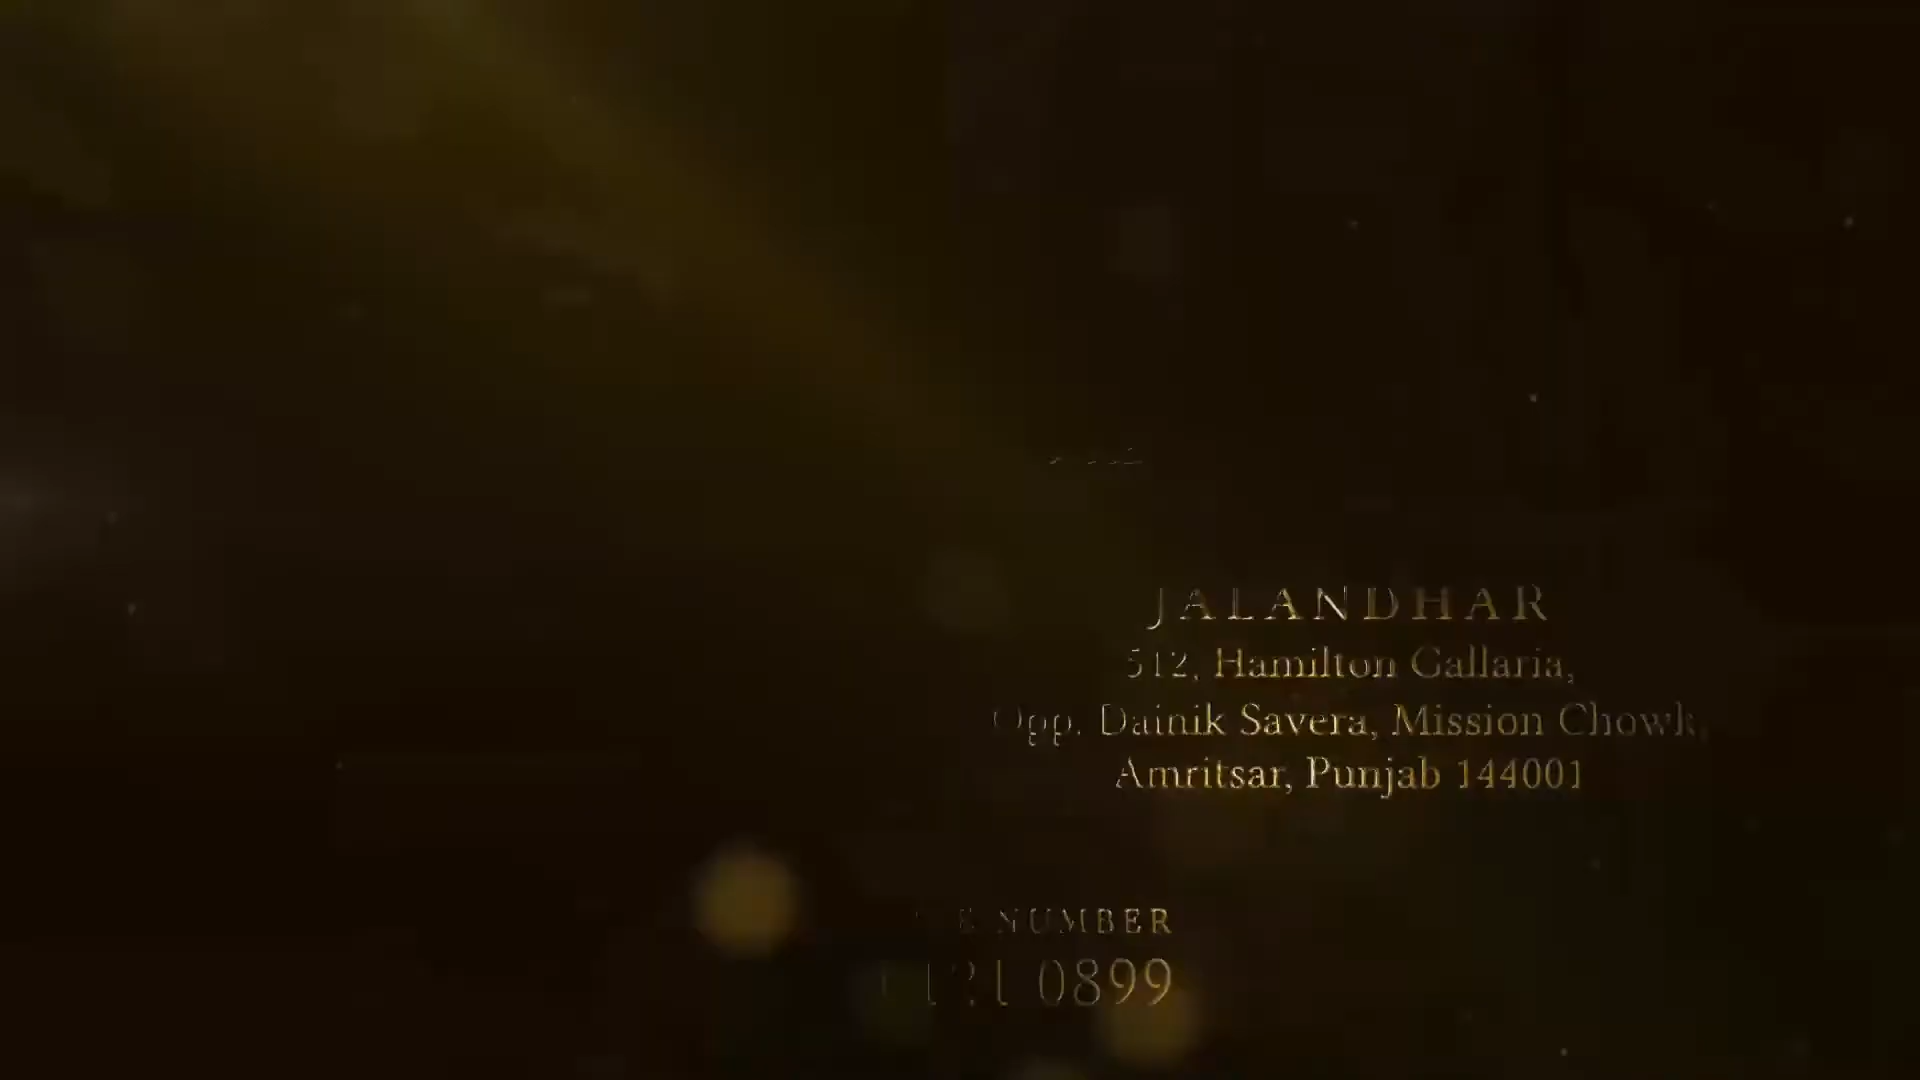 JALANDHAR
512, Hamilton Gallaria,
Opp. Dainik Savera, Mission Chowk,
Amritsar, Punjab 144001
NUMBER
0899